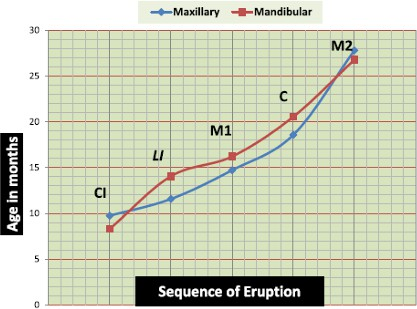 Maxillary Mandibular
30
25
20
15
10
5
0
Age in months
CI
LI
M1
C
M2
Sequence of Eruption